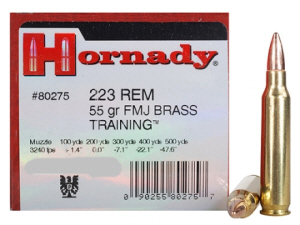 Hornady
#80275
223 REM
55 gr FMJ BRASS
TRAINING™
Muzzle 100 yds 200 yds 300 yds 400 yds 500 yds
3240 fps + 1.4" 0.0" -7.1" -22.1" -47.6"
0 90255 80275 7